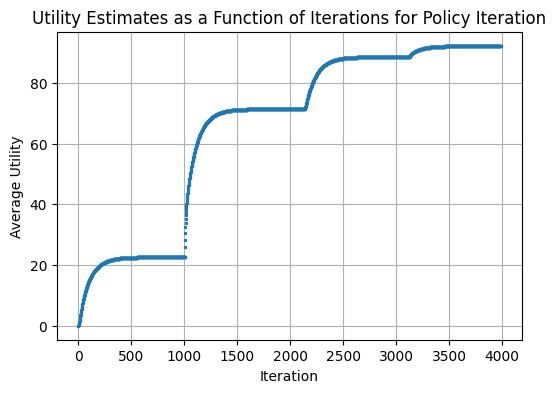 Utility Estimates as a Function of Iterations for Policy Iteration
Average Utility
80
60
40
20
0
0 500 1000 1500 2000 2500 3000 3500 4000
Iteration